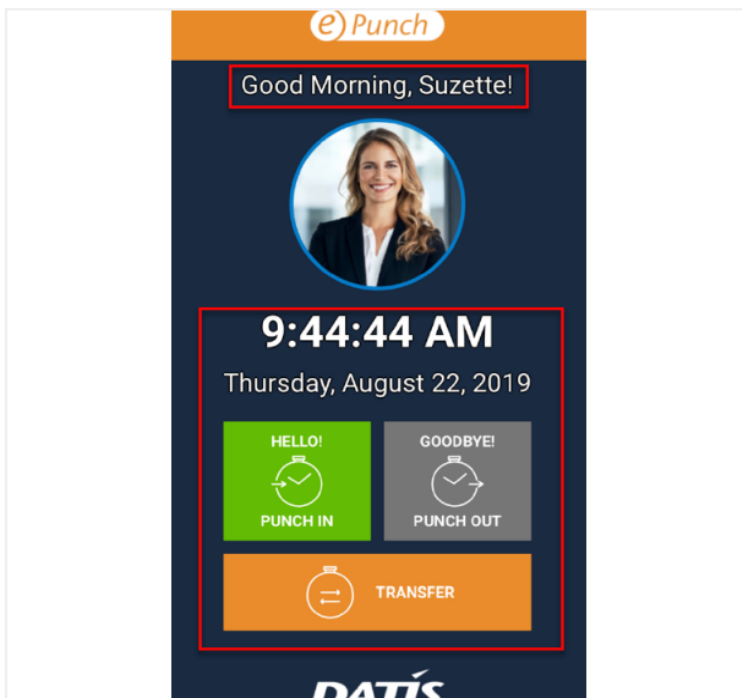 e Punch
Good Morning, Suzette!
9:44:44 AM
Thursday, August 22, 2019
HELLO!
PUNCH IN
GOODBYE!
PUNCH OUT
TRANSFER
DATIS